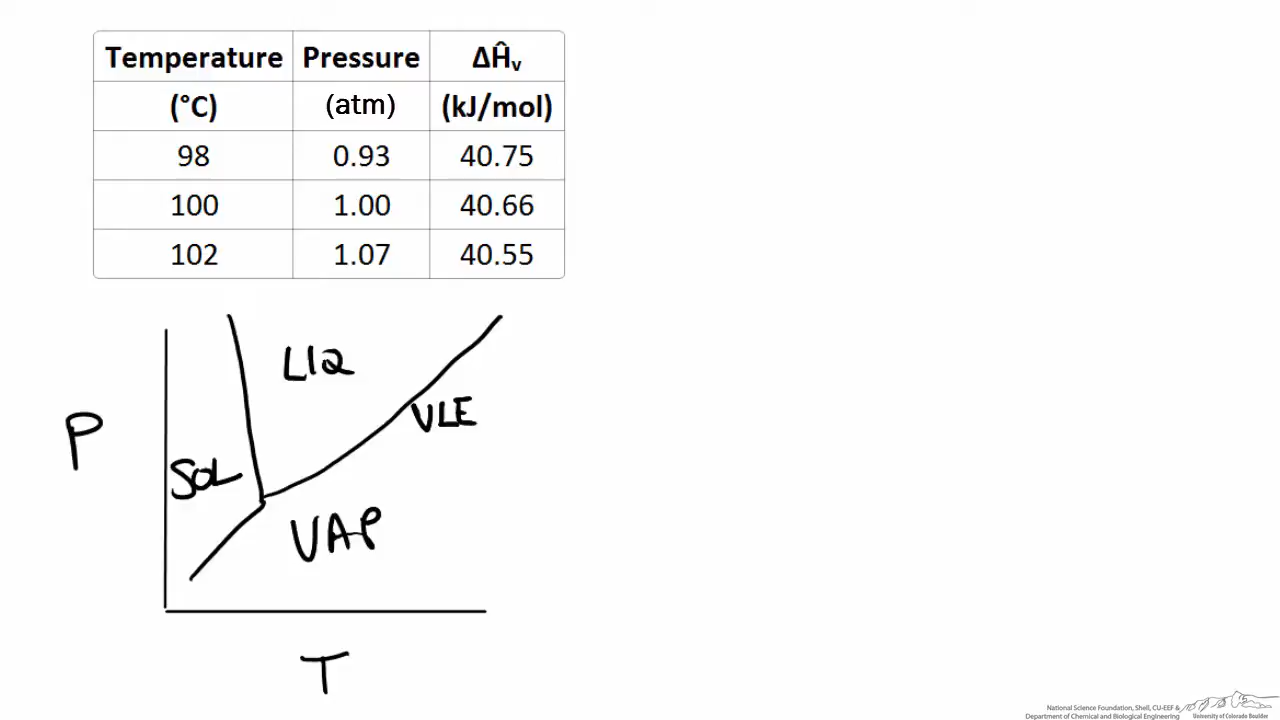 Temperature Pressure ΔĤv
(°C) (atm) (kJ/mol)
98 0.93 40.75
100 1.00 40.66
102 1.07 40.55
LIQ
VLE
P
SOL
VAP
T
National Science Foundation, Shell, CU-EEF &
Department of Chemical and Biological Engineering
University of Colorado Boulder